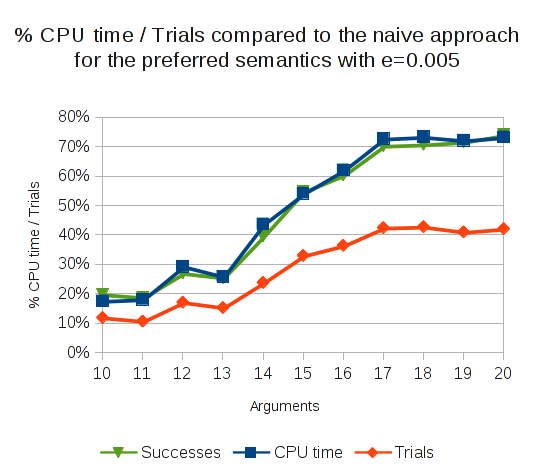 % CPU time / Trials compared to the naive approach
for the preferred semantics with e=0.005
80%
70%
60%
50%
40%
30%
20%
10%
0%
% CPU time / Trials
10 11 12 13 14 15 16 17 18 19 20
Arguments
Successes CPU time Trials